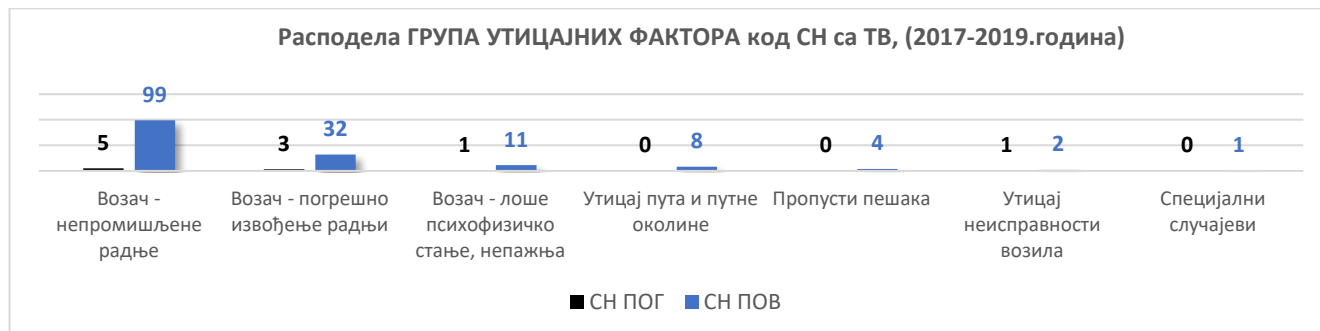 Расподела ГРУПА УТИЦАЈНИХ ФАКТОРА код СН са ТВ, (2017-2019.година)
5 99 3 32 1 11 0 8 0 4 1 2 0 1
Возач - непромишљене радње
Возач - погрешно извођење радњи
Возач - лоше психофизичко стање, непажња
Утицај пута и путне околине
Пропусти пешака
Утицај неисправности возила
Специјални случајеви
СН ПОГ СН ПОВ